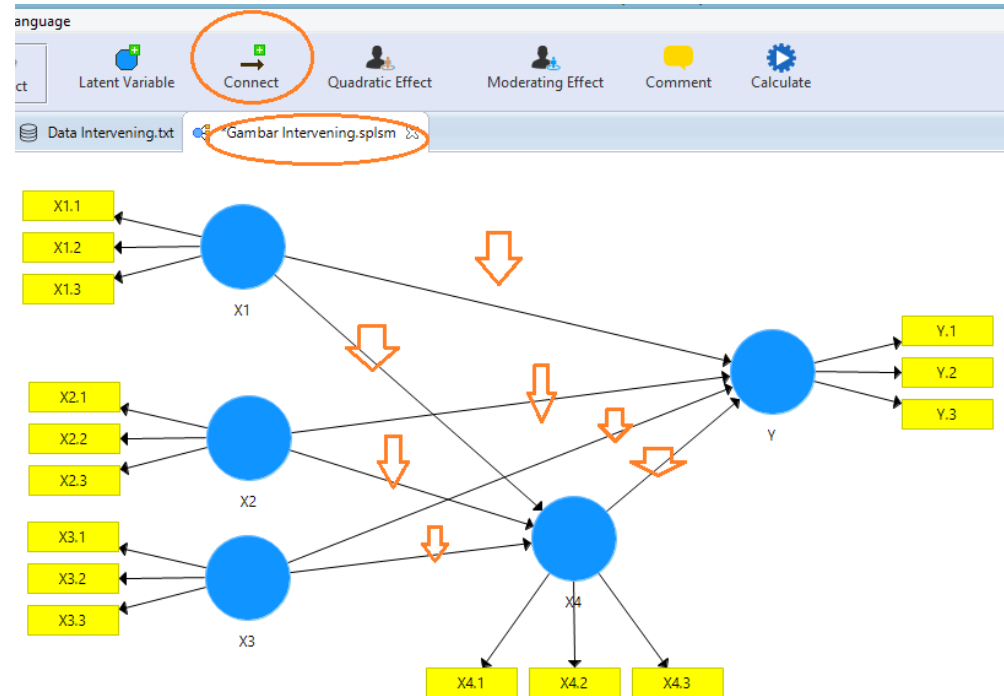 anguage
ct
Latent Variable
Connect
Quadratic Effect
Moderating Effect
Comment
Calculate
Data Intervening.txt
*Gambar Intervening.splsm
X1.1
X1.2
X1.3
X1
Y.1
Y.2
Y.3
Y
X2.1
X2.2
X2.3
X2
X3.1
X3.2
X3.3
X3
X4
X4.1
X4.2
X4.3